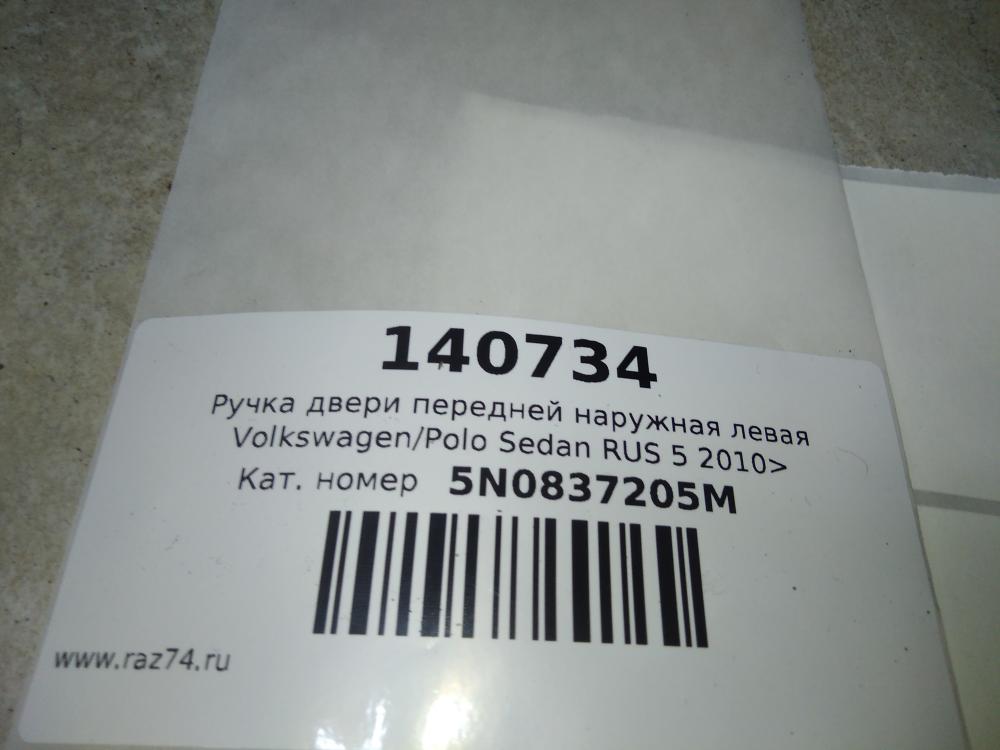 140734
Ручка двери передней наружная левая
Volkswagen/Polo Sedan RUS 5 2010>
Кат. номер 5N0837205M
www.raz74.ru